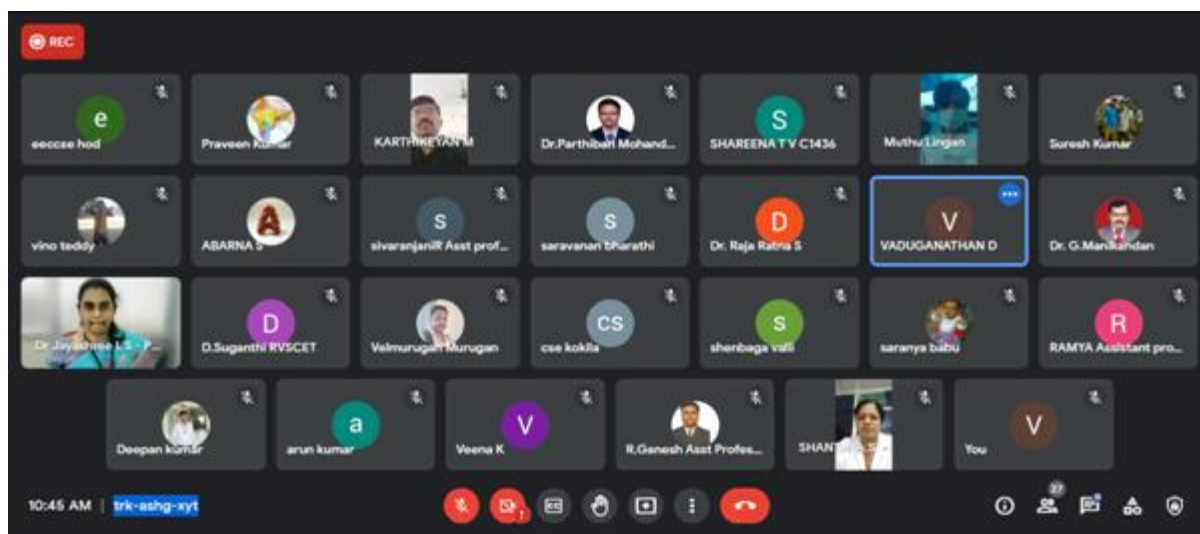 REC
e
eeccse hod
Praveen Kumar
KARTHIKEYAN M
Dr.Parthiban Mohand...
S
SHAREENA T V C1436
Muthu Lingan
Suresh Kumar
vino teddy
A
ABARNA S
s
sivaranjaniR Asst prof...
s
saravanan bharathi
D
Dr. Raja Ratna S
V
VADUGANATHAN D
Dr. G.Manikandan
Dr Jayashree L S - P...
D
D.Suganthi RVSCET
Velmurugan Murugan
cs
cse kokila
s
shenbaga valli
saranya babu
R
RAMYA Assistant pro...
Deepan kumar
a
arun kumar
V
Veena K
R.Ganesh Asst Profes...
V
You
10:45 AM | trk-ashg-xyt
27